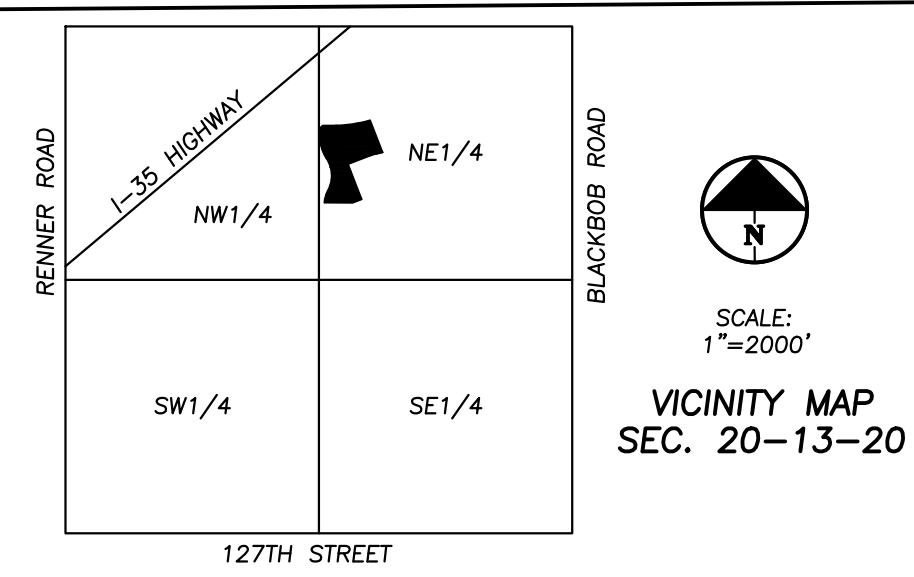 RENNER ROAD
I-35 HIGHWAY
NW1/4
NE1/4
BLACKBOB ROAD
SW1/4
SE1/4
127TH STREET
N
SCALE:
1"=2000'
VICINITY MAP
SEC. 20-13-20